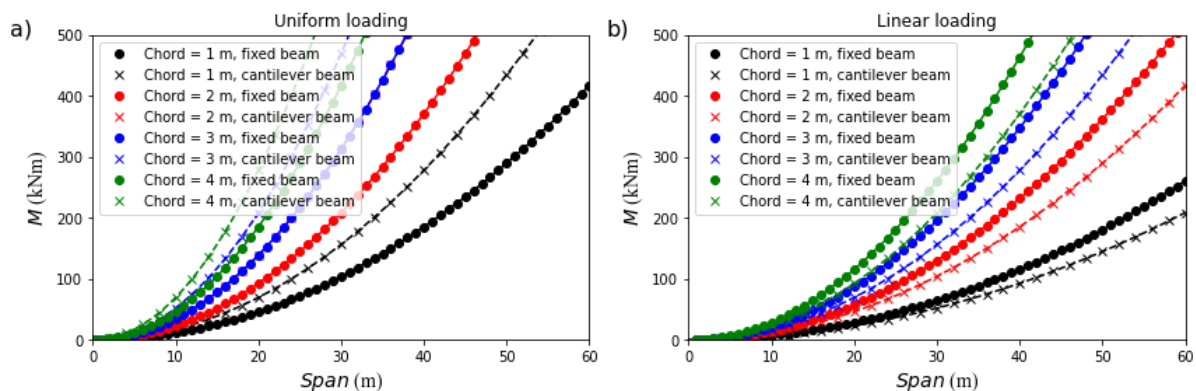 a)
Uniform loading
500
400
300
200
100
0
M (kNm)
Chord = 1 m, fixed beam
Chord = 1 m, cantilever beam
Chord = 2 m, fixed beam
Chord = 2 m, cantilever beam
Chord = 3 m, fixed beam
Chord = 3 m, cantilever beam
Chord = 4 m, fixed beam
Chord = 4 m, cantilever beam
0 10 20 30 40 50 60
Span (m)
b)
Linear loading
500
400
300
200
100
0
M (kNm)
Chord = 1 m, fixed beam
Chord = 1 m, cantilever beam
Chord = 2 m, fixed beam
Chord = 2 m, cantilever beam
Chord = 3 m, fixed beam
Chord = 3 m, cantilever beam
Chord = 4 m, fixed beam
Chord = 4 m, cantilever beam
0 10 20 30 40 50 60
Span (m)